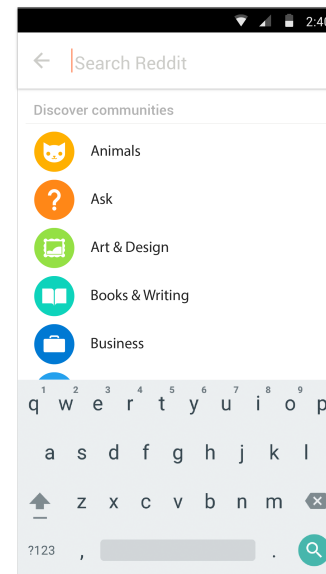 2:40
Search Reddit
Discover communities
Animals
Ask
Art & Design
Books & Writing
Business
1 2 3 4 5 6 7 8 9
q w e r t y u i o p
a s d f g h j k l
z x c v b n m
?123 , .